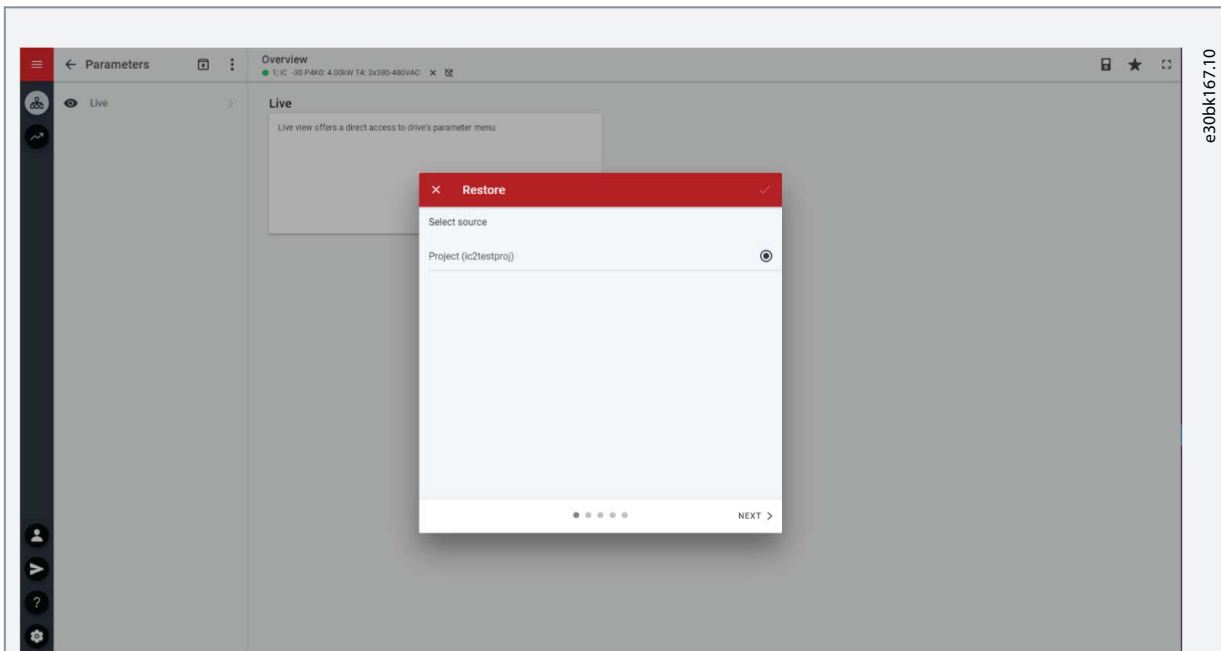 Parameters
Overview
1; iC -30 P4K0: 4.00kW T4: 3x380-480VAC
Live
Live
Live view offers a direct access to drive's parameter menu.
Restore
Select source
Project (ic2testproj)
NEXT >
?
e30bk167.10